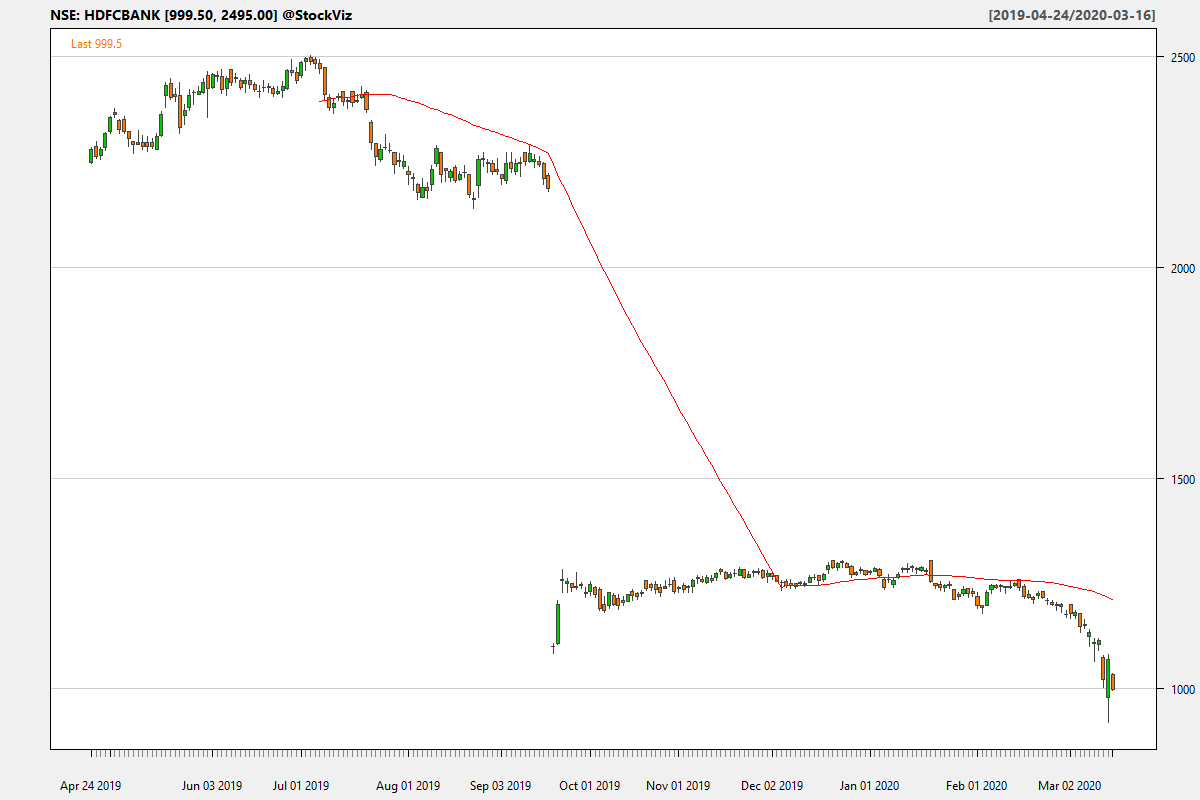 NSE: HDFCBANK [999.50, 2495.00] @StockViz
[2019-04-24/2020-03-16]
Last 999.5
2500
2000
1500
1000
Apr 24 2019 Jun 03 2019 Jul 01 2019 Aug 01 2019 Sep 03 2019 Oct 01 2019 Nov 01 2019 Dec 02 2019 Jan 01 2020 Feb 01 2020 Mar 02 2020